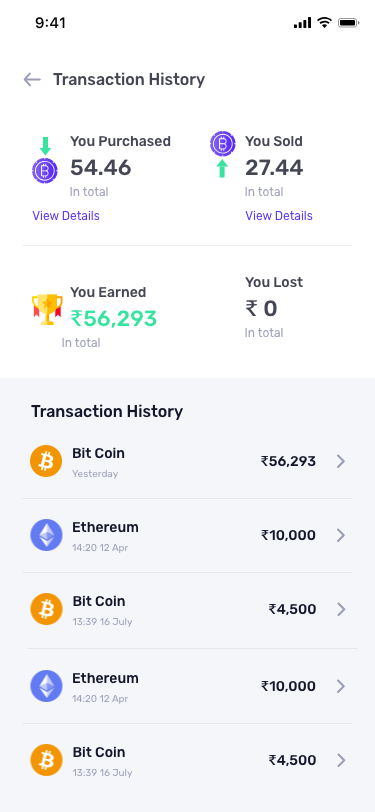 9:41
Transaction History
You Purchased
54.46
In total
View Details
You Sold
27.44
In total
View Details
You Earned
₹56,293
In total
You Lost
₹ 0
In total
Transaction History
Bit Coin
Yesterday
₹56,293
Ethereum
14:20 12 Apr
₹10,000
Bit Coin
13:39 16 July
₹4,500
Ethereum
14:20 12 Apr
₹10,000
Bit Coin
13:39 16 July
₹4,500